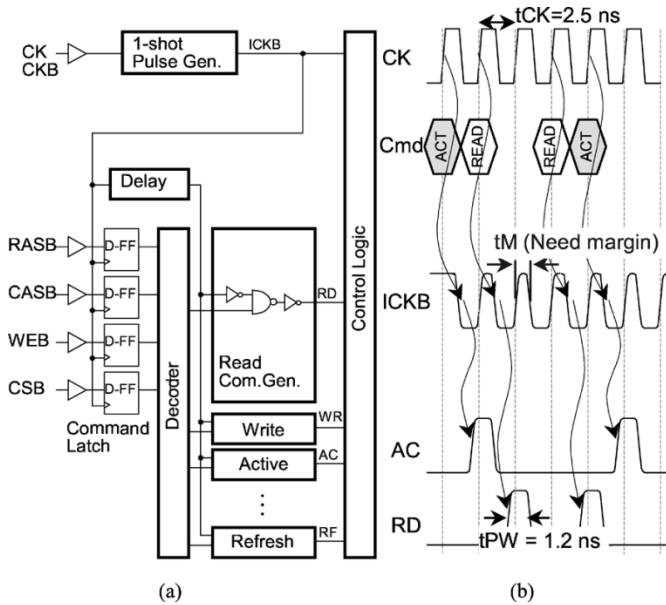 CK
CKB
1-shot
Pulse Gen.
ICKB
Delay
RASB
CASB
WEB
CSB
D-FF
D-FF
D-FF
D-FF
Command
Latch
Decoder
RD
Read
Com.Gen.
Write
WR
Active
AC
Refresh
RF
Control Logic
(a)
tCK=2.5 ns
CK
Cmd
ACT
READ
READ
ACT
tM (Need margin)
ICKB
AC
RD
tPW = 1.2 ns
(b)